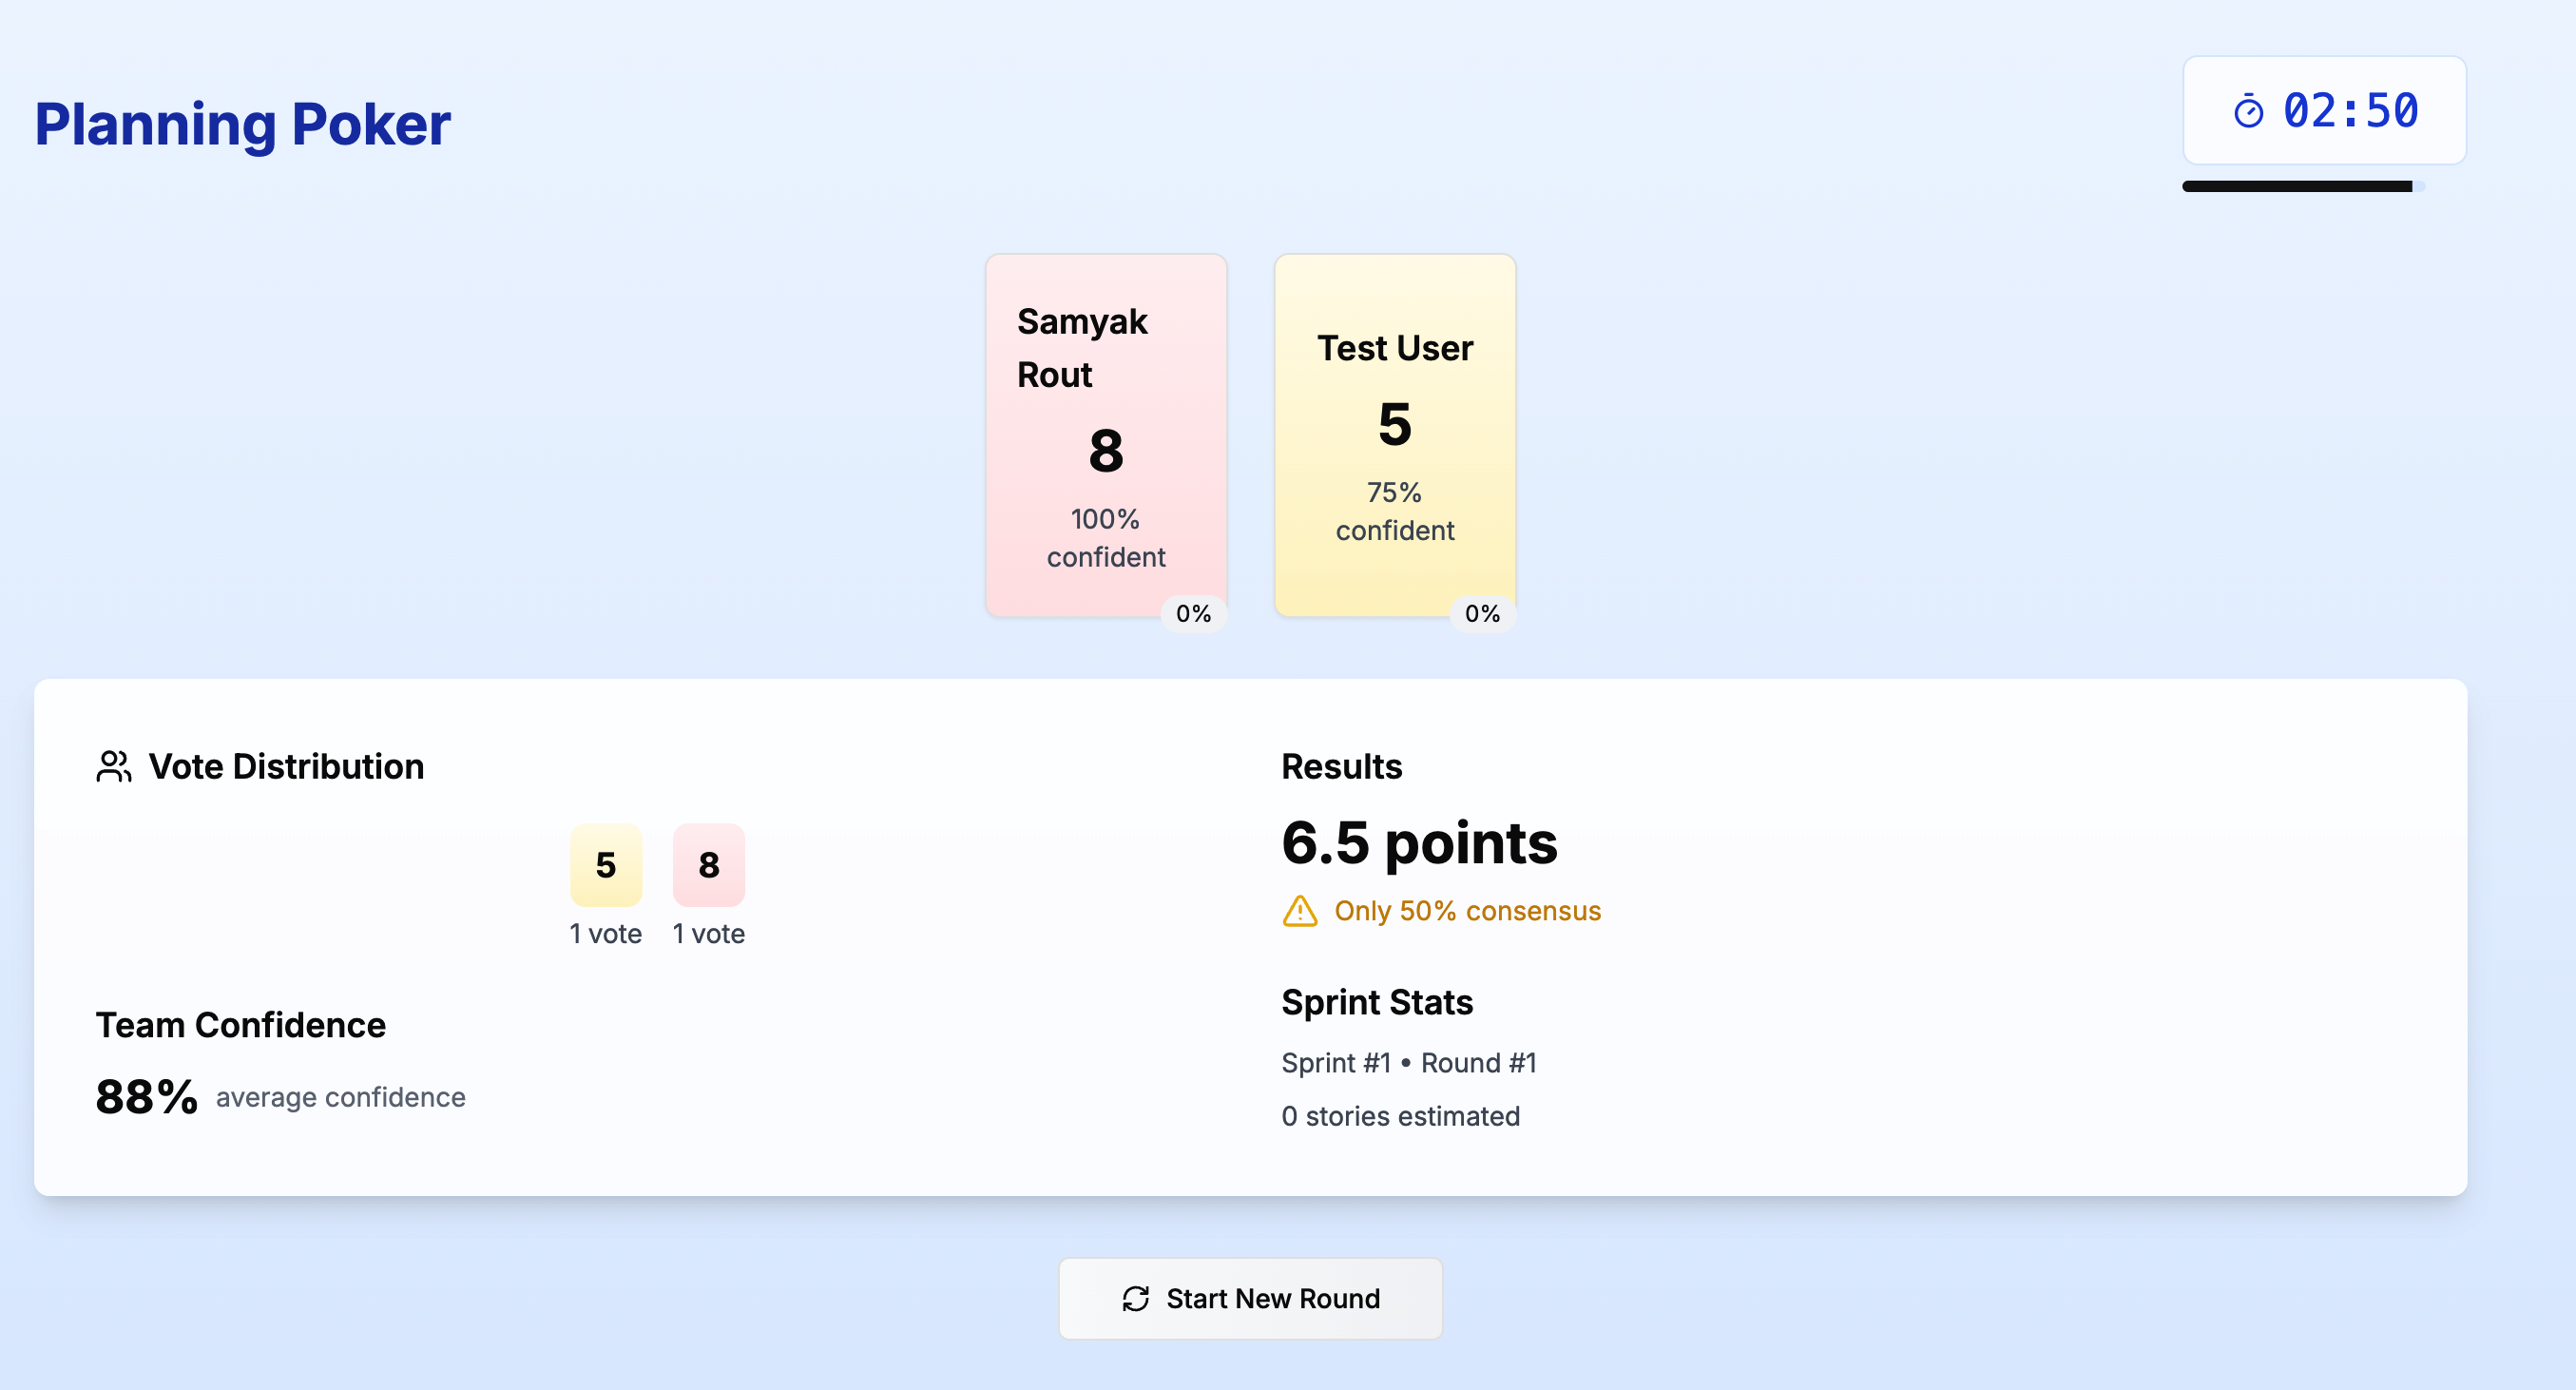 Planning Poker
02:50
Samyak
Rout
8
100%
confident
0%
Test User
5
75%
confident
0%
Vote Distribution
5
1 vote
8
1 vote
Team Confidence
88% average confidence
Results
6.5 points
Only 50% consensus
Sprint Stats
Sprint #1 • Round #1
0 stories estimated
Start New Round